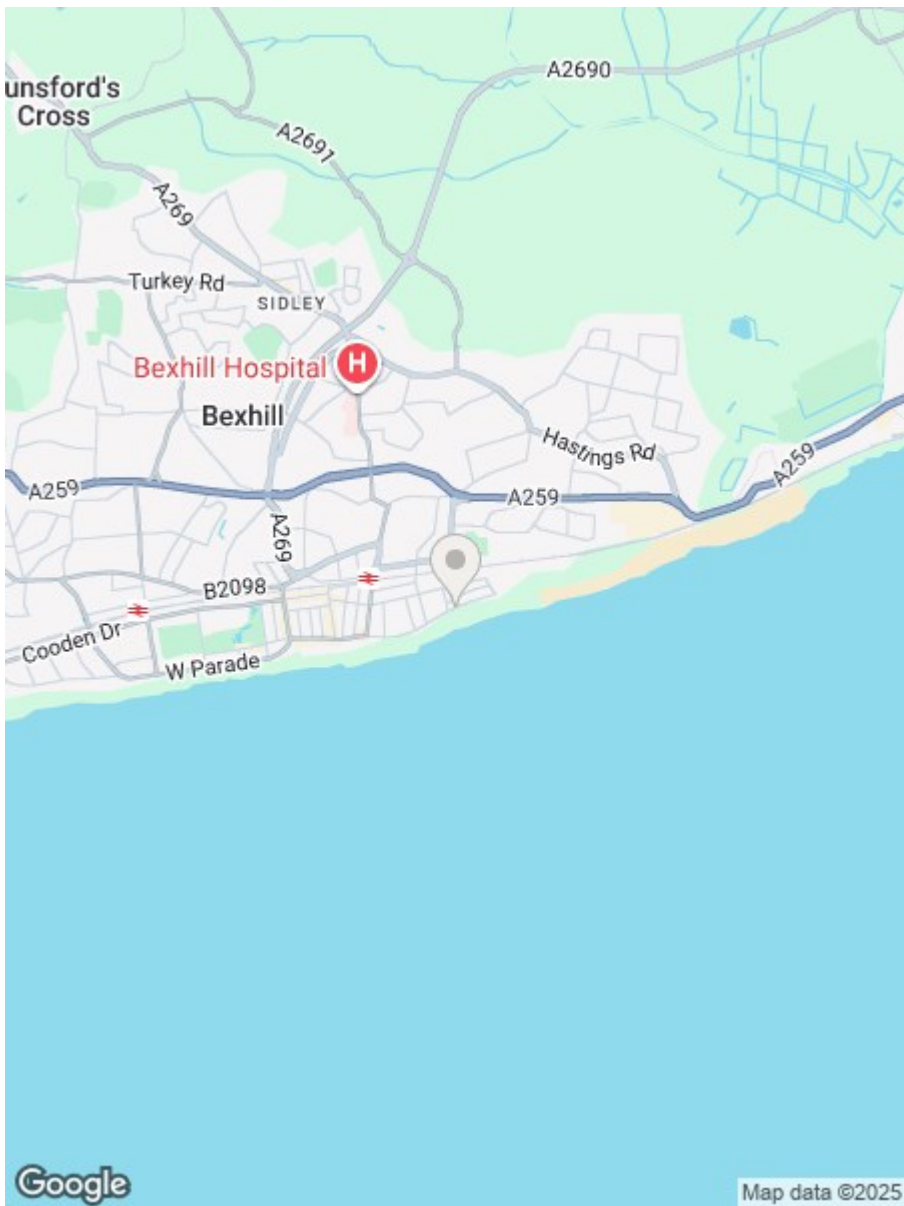 A2690
unsford's
Cross
A2691
A269
Turkey Rd
SIDLEY
Bexhill Hospital
H
Bexhill
Hastings Rd
A259
A259
A259
A269
B2098
Cooden Dr
W Parade
Google
Map data ©2025